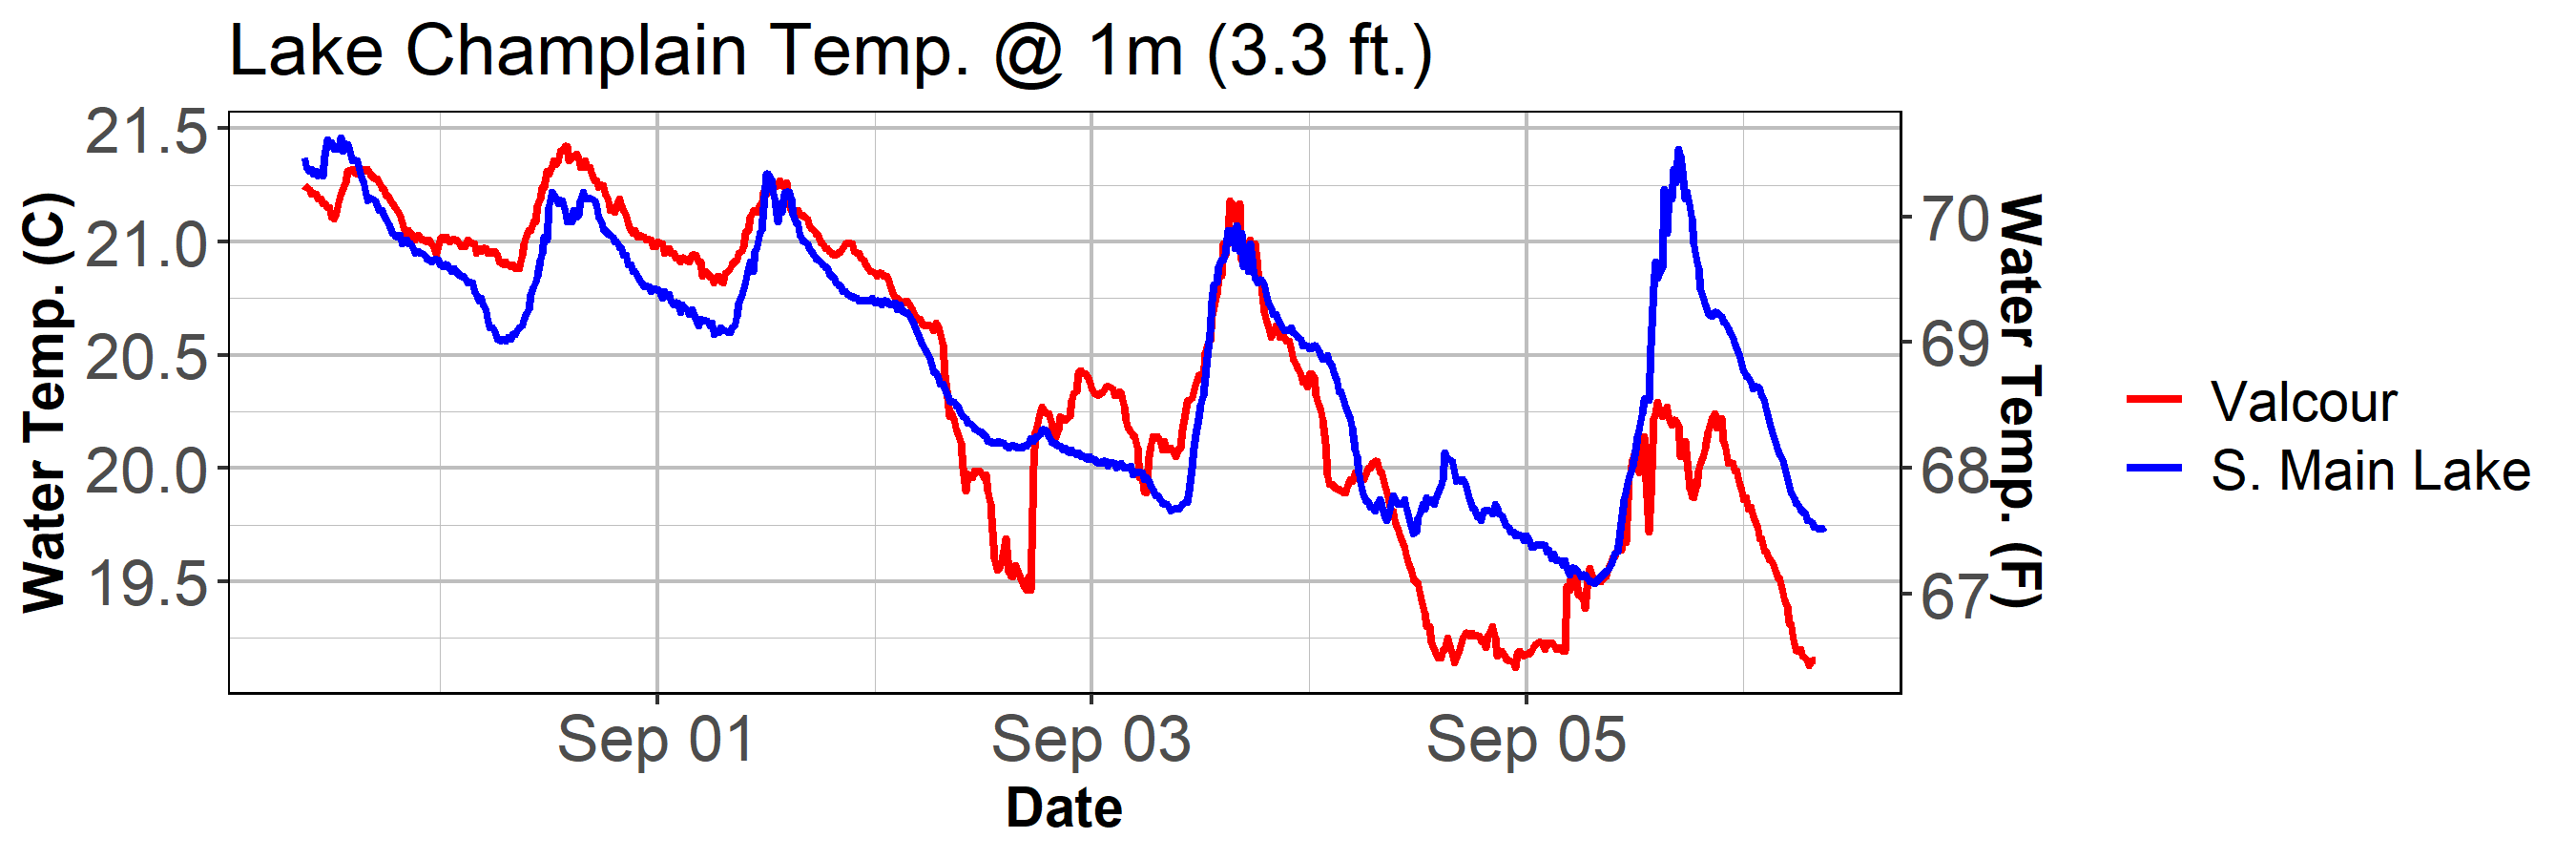 Lake Champlain Temp. @ 1m (3.3 ft.)
Water Temp. (C)
21.5
21.0
20.5
20.0
19.5
70
69
68
67
Water Temp. (F)
Sep 01 Sep 03 Sep 05
Date
Valcour
S. Main Lake